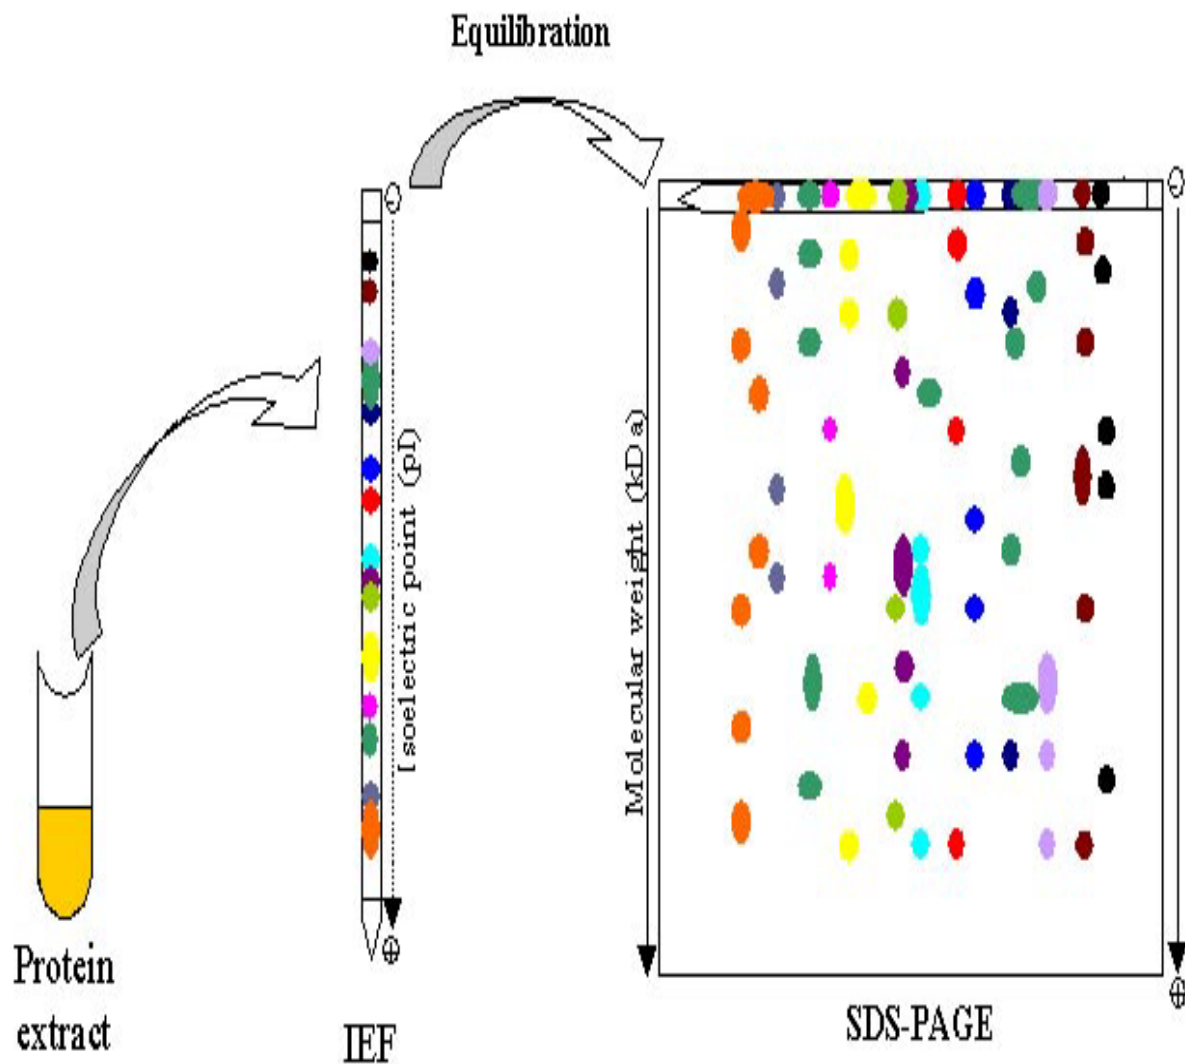 Equilibration
Isoelectric point (pI)
Molecular weight (kDa)
Protein
extract
IEF
SDS-PAGE